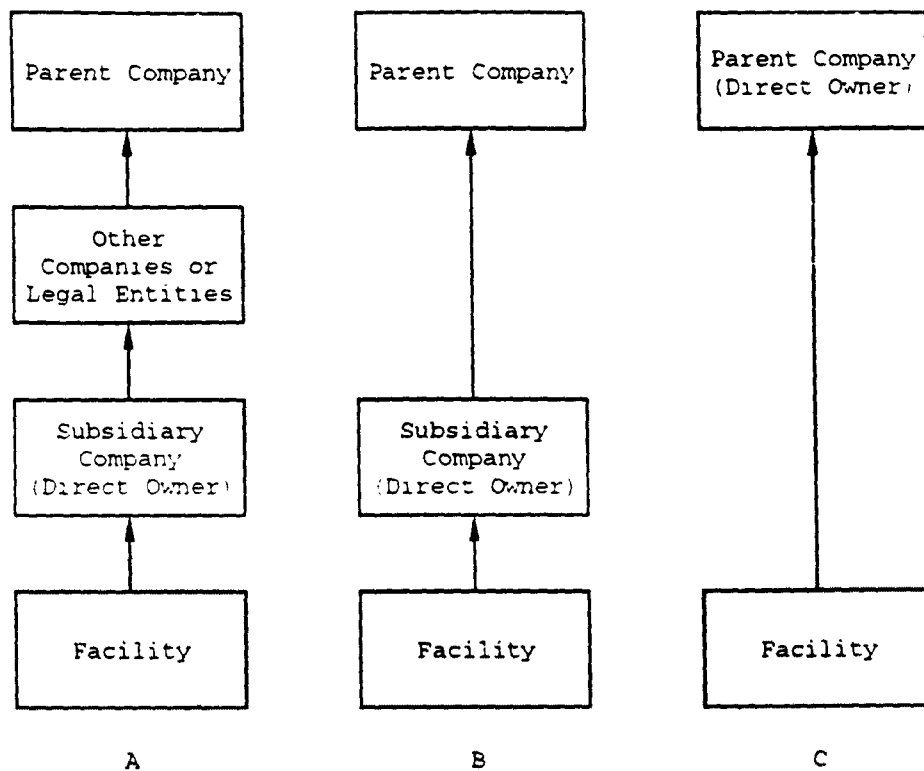 Parent Company
Other
Companies or
Legal Entities
Subsidiary
Company
(Direct Owner)
Facility
A
Parent Company
Subsidiary
Company
(Direct Owner)
Facility
B
Parent Company
(Direct Owner)
Facility
C